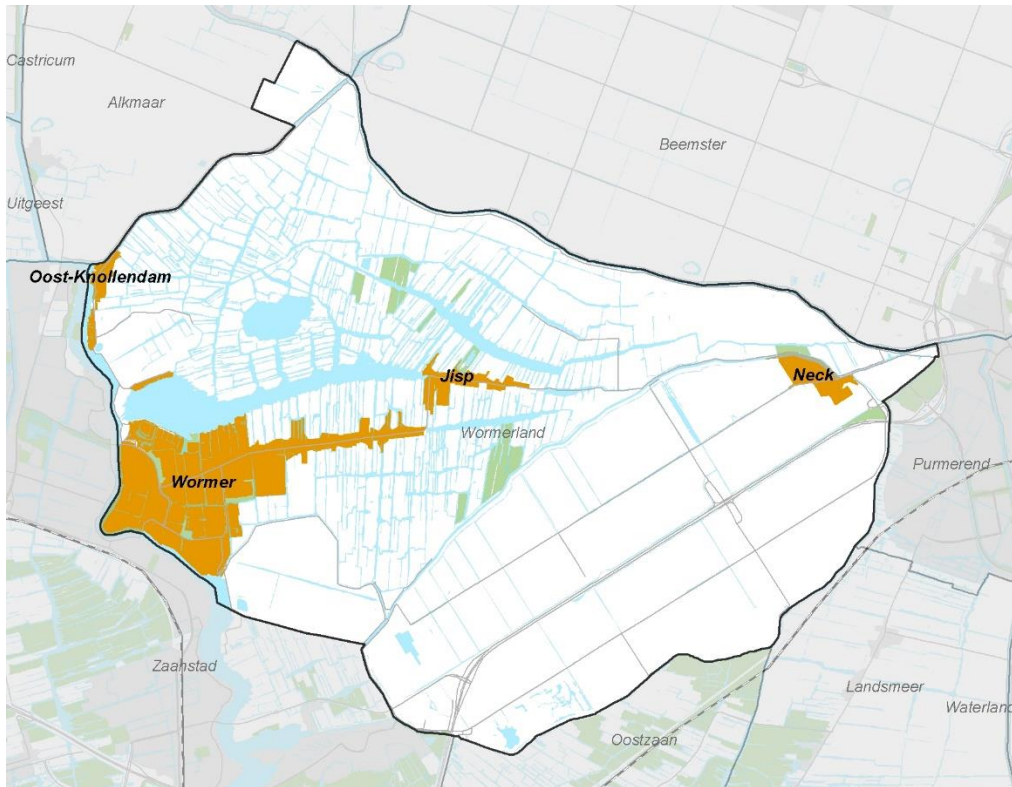 Castricum
Alkmaar
Beemster
Uitgeest
Oost-Knollendam
Jisp
Neck
Wormerland
Purmerend
Wormer
Zaanstad
Landsmeer
Waterland
Oostzaan